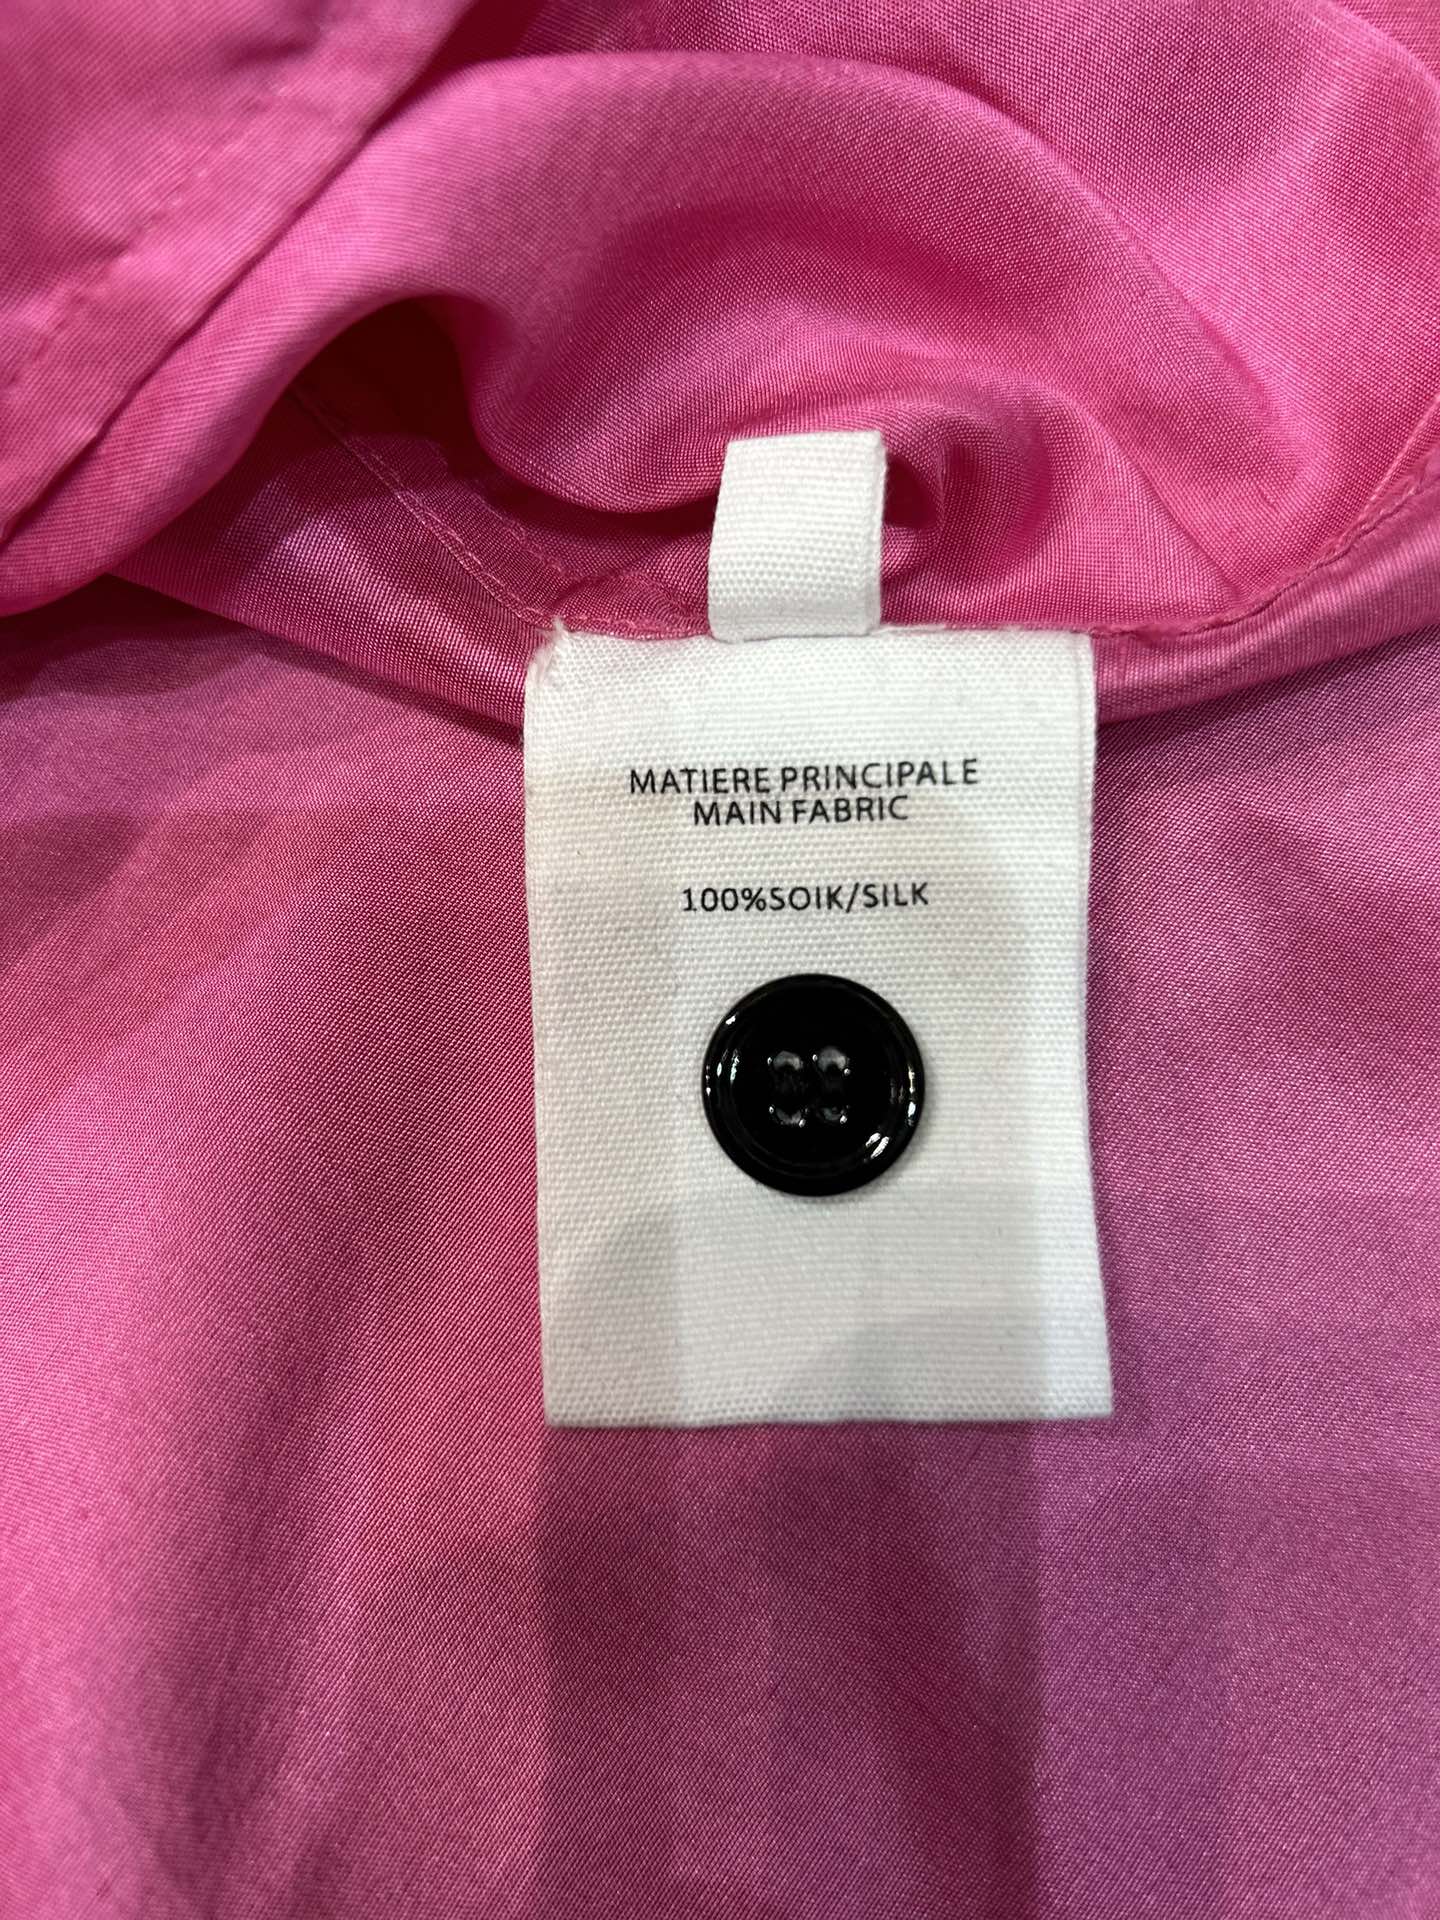 MATIERE PRINCIPALE
MAIN FABRIC
100%SOIK/SILK